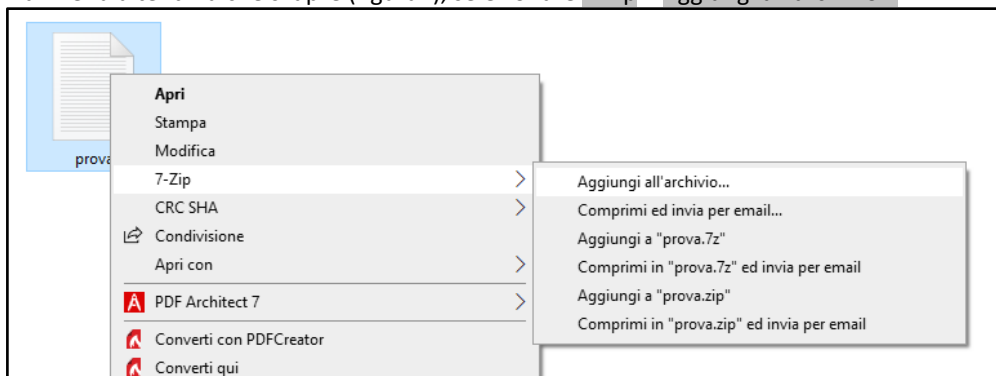 prova
Apri
Stampa
Modifica
7-Zip
CRC SHA
Condivisione
Apri con
PDF Architect 7
Converti con PDFCreator
Converti qui
Aggiungi all'archivio...
Comprimi ed invia per email...
Aggiungi a "prova.7z"
Comprimi in "prova.7z" ed invia per email
Aggiungi a "prova.zip"
Comprimi in "prova.zip" ed invia per email